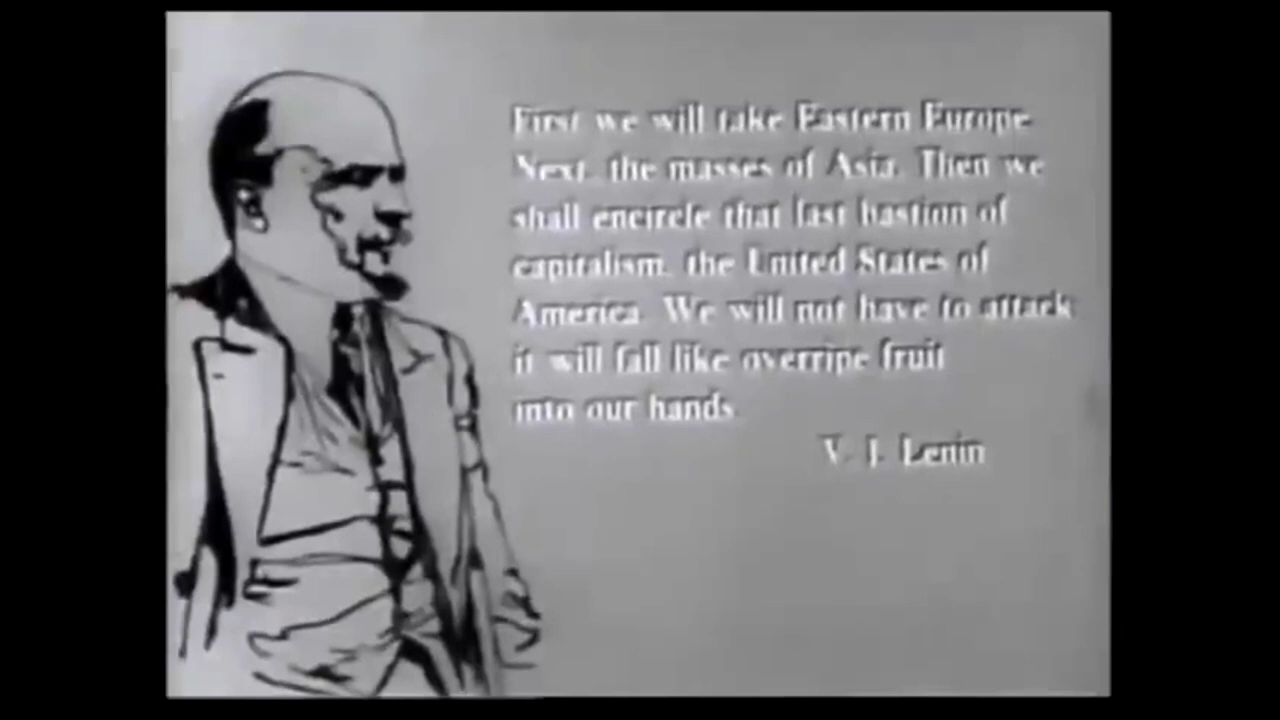 First we will take Eastern Europe.
Next, the masses of Asia. Then we
shall encircle that last bastion of
capitalism, the United States of
America. We will not have to attack
it will fall like overripe fruit
into our hands.
V. I. Lenin